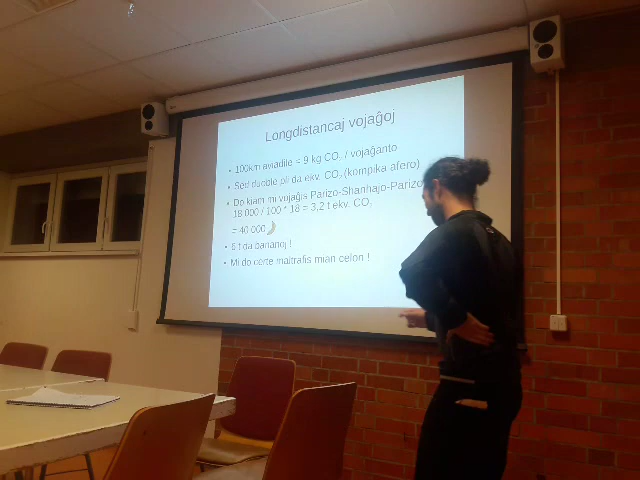 Longdistancaj vojaĝoj
• 100km aviadile = 9 kg CO₂ / vojaĝanto
• Sed duoble pli da ekv. CO₂ (kompika afero)
• Do kiam mi vojaĝis Parizo-Ŝanhajo-Parizo
18 000 / 100 * 18 = 3,2 t ekv. CO₂
= 40 000 🍌
• 5 t da bananoj !
• Mi do certe maltrafis mian celon !